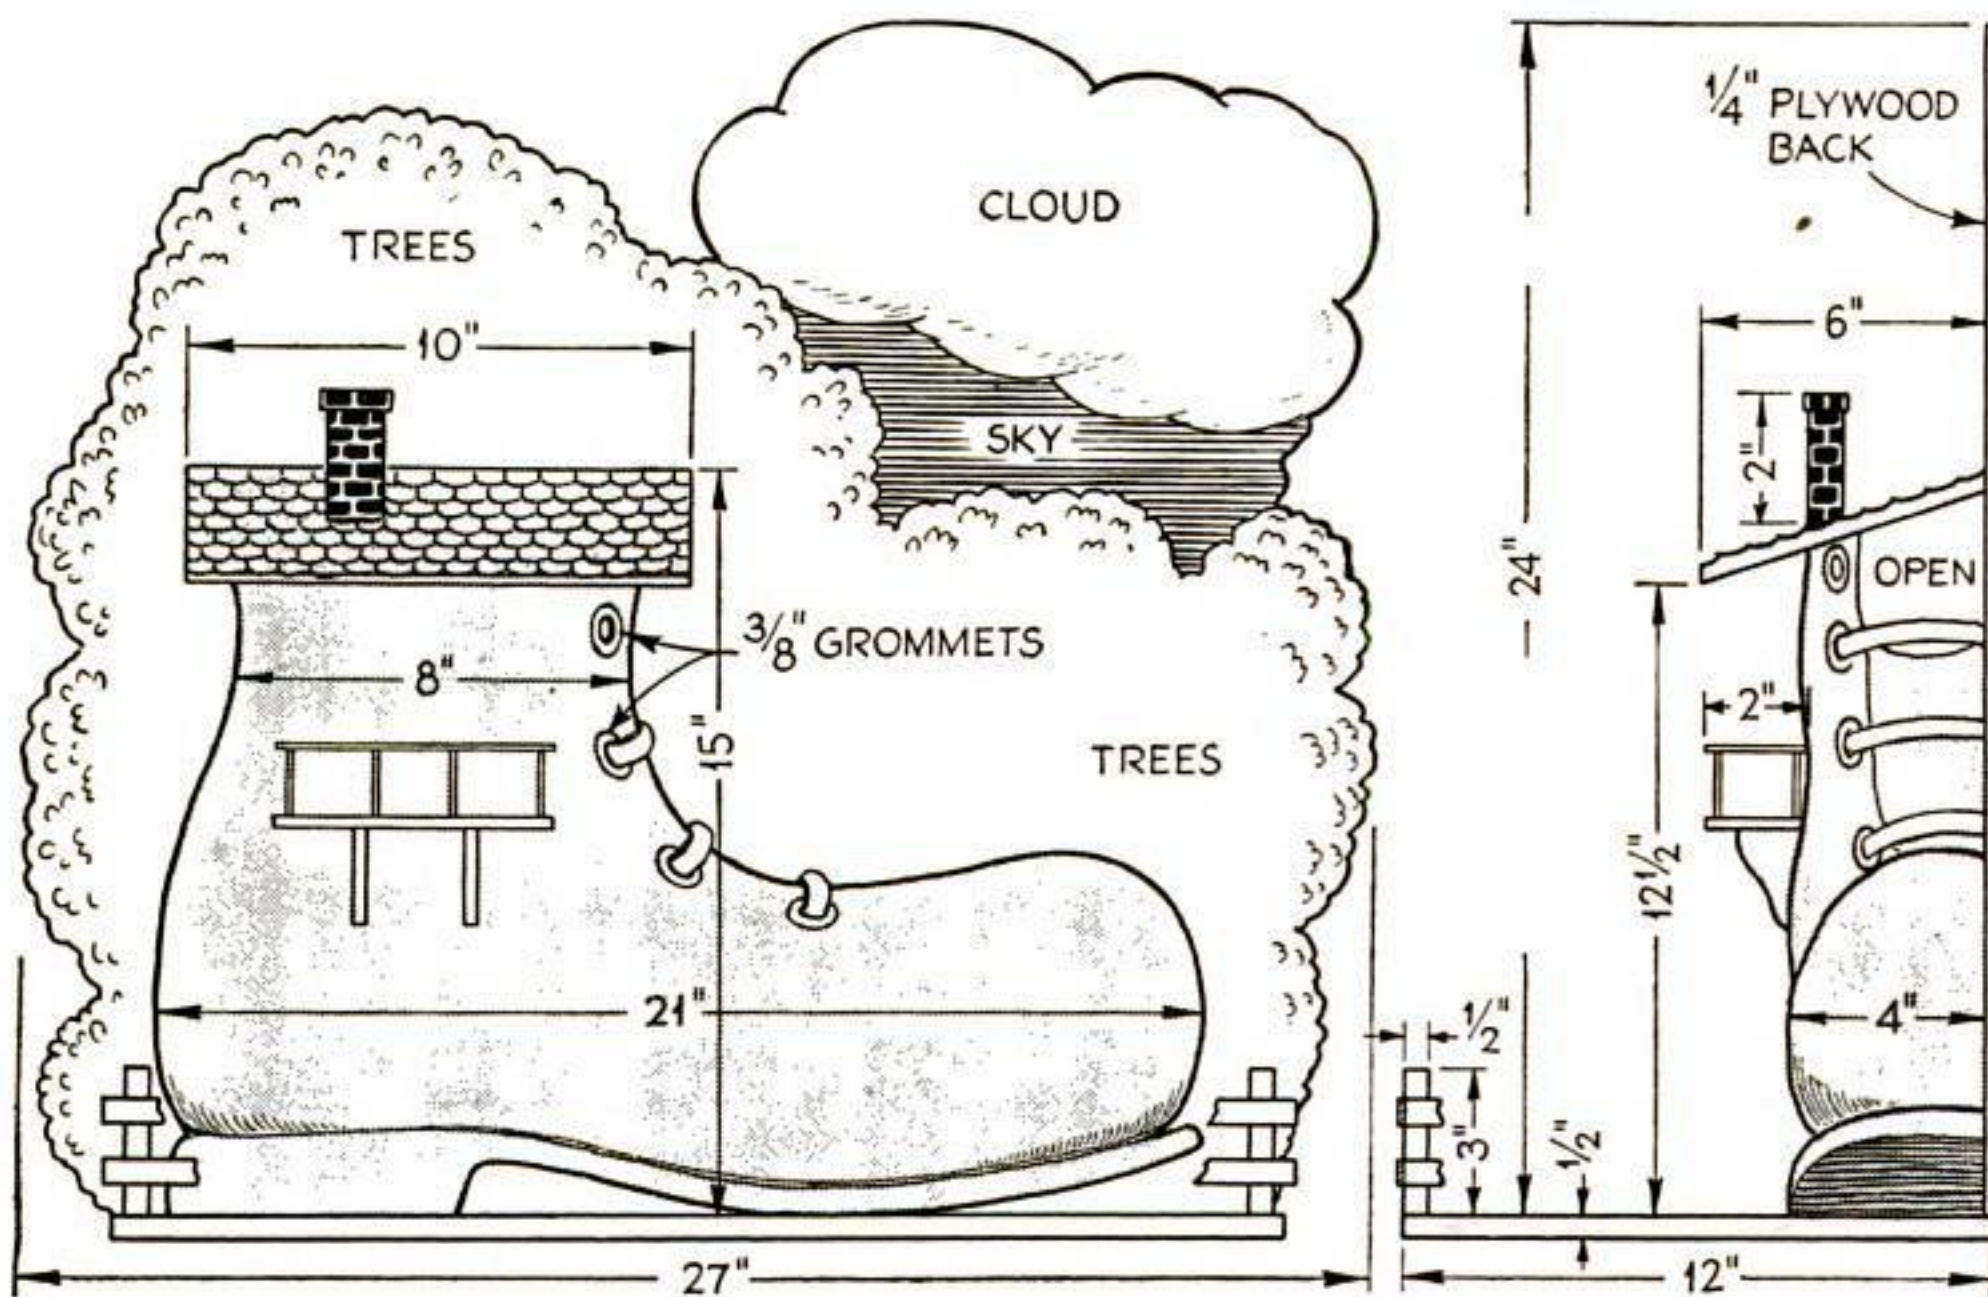 CLOUD
1/4" PLYWOOD
BACK
TREES
6"
10"
SKY
2"
24"
OPEN
3/8" GROMMETS
8"
2"
15"
TREES
12 1/2"
21"
4"
1/2"
3"
1/2"
27"
12"